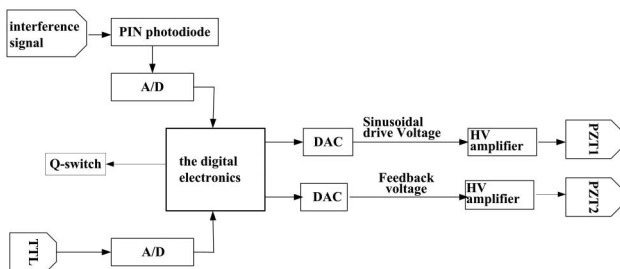 interference
signal
PIN photodiode
A/D
Q-switch
the digital
electronics
DAC
Sinusoidal
drive Voltage
HV
amplifier
PZT1
DAC
Feedback
voltage
HV
amplifier
PZT2
TTL
A/D